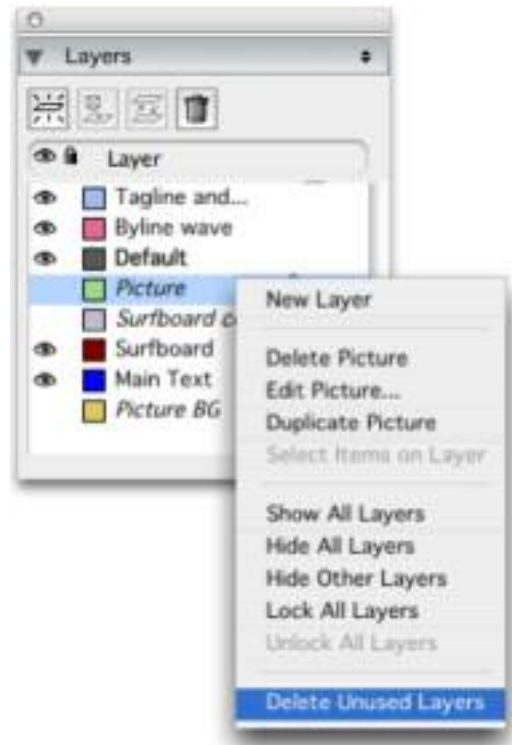 Layers
Layer
Tagline and...
Byline wave
Default
Picture
Surfboard c
Surfboard
Main Text
Picture BG
New Layer
Delete Picture
Edit Picture...
Duplicate Picture
Select Items on Layer
Show All Layers
Hide All Layers
Hide Other Layers
Lock All Layers
Unlock All Layers
Delete Unused Layers